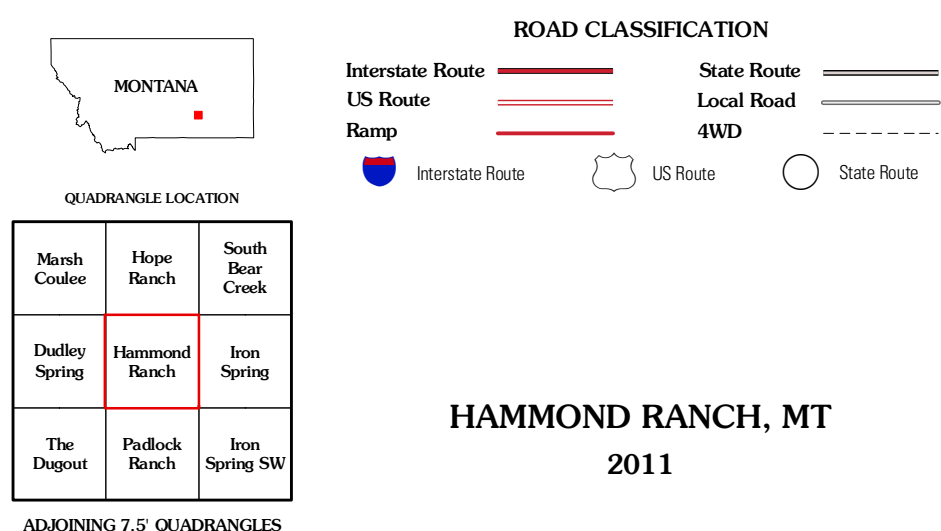 MONTANA
QUADRANGLE LOCATION
ROAD CLASSIFICATION
Interstate Route
State Route
US Route
Local Road
Ramp
4WD
Interstate Route
US Route
State Route
Marsh
Coulee
Hope
Ranch
South
Bear
Creek
Dudley
Spring
Hammond
Ranch
Iron
Spring
The
Dugout
Padlock
Ranch
Iron
Spring SW
ADJOINING 7.5' QUADRANGLES
HAMMOND RANCH, MT
2011